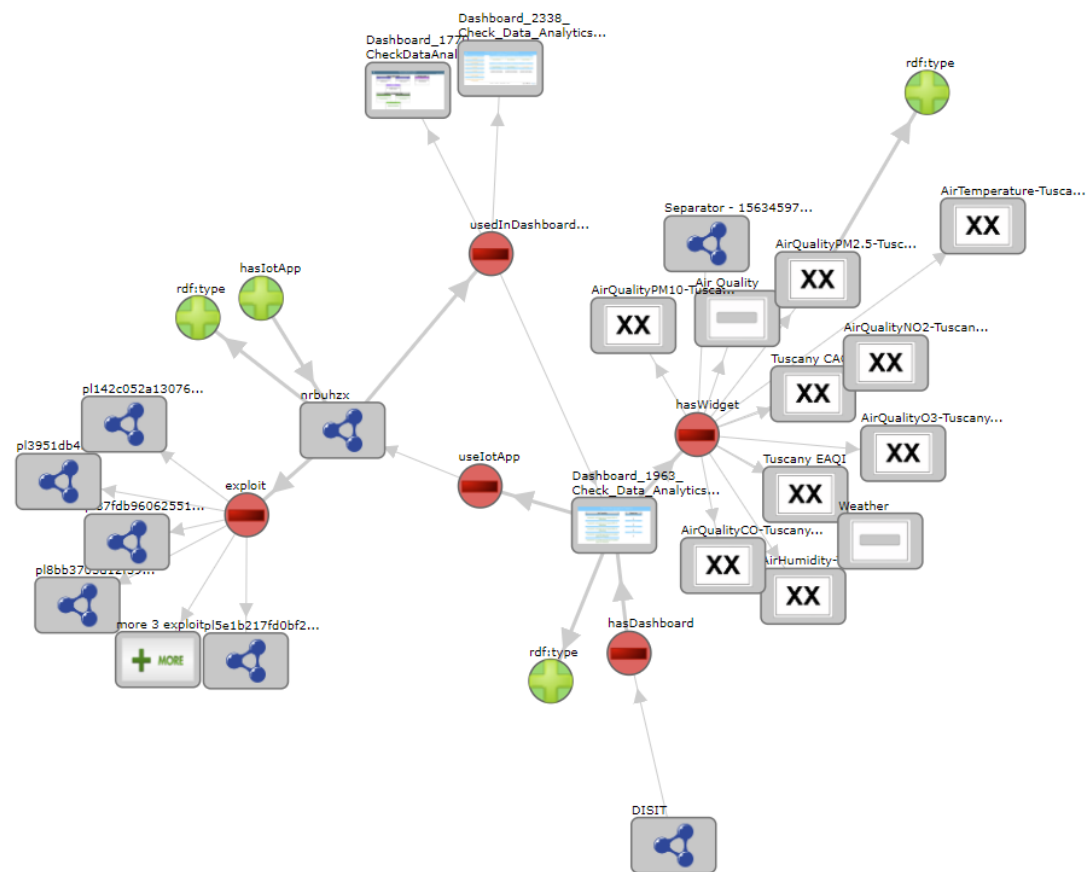 Dashboard_2338_
Check_Data_Analytics...
Dashboard_1770_
CheckDataAnal
rdf:type
AirTemperature-Tusca...
Separator - 15634597...
usedInDashboard...
AirQualityPM2.5-Tusc...
hasIotApp
rdf:type
AirQualityPM10-Tusca...
Air Quality
XX
XX
XX
AirQualityNO2-Tuscan...
Tuscany CAQ
XX
XX
pl142c052a13076...
nrbuhzx
hasWidget
AirQualityO3-Tuscany...
XX
pl3951db4
useIotApp
Tuscany EAQI
Dashboard_1963_
Check_Data_Analytics...
exploit
87fdb96062551...
XX
Weather
AirQualityCO-Tuscany...
XX
AirHumidity-
XX
more 3 exploit
MORE
pl5e1b217fd0bf2...
hasDashboard
rdf:type
DISIT